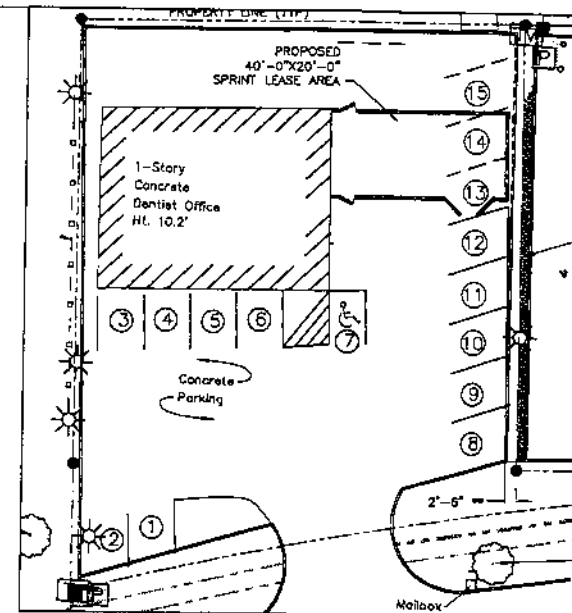 PROPERTY LINE (TYP)
PROPOSED
40'-0"X20'-0"
SPRINT LEASE AREA
15
14
13
12
11
10
9
8
1-Story
Concrete
Dentist Office
Ht. 10.2'
3
4
5
6
7
Concrete
Parking
2
1
2'-6"
Mailbox
P